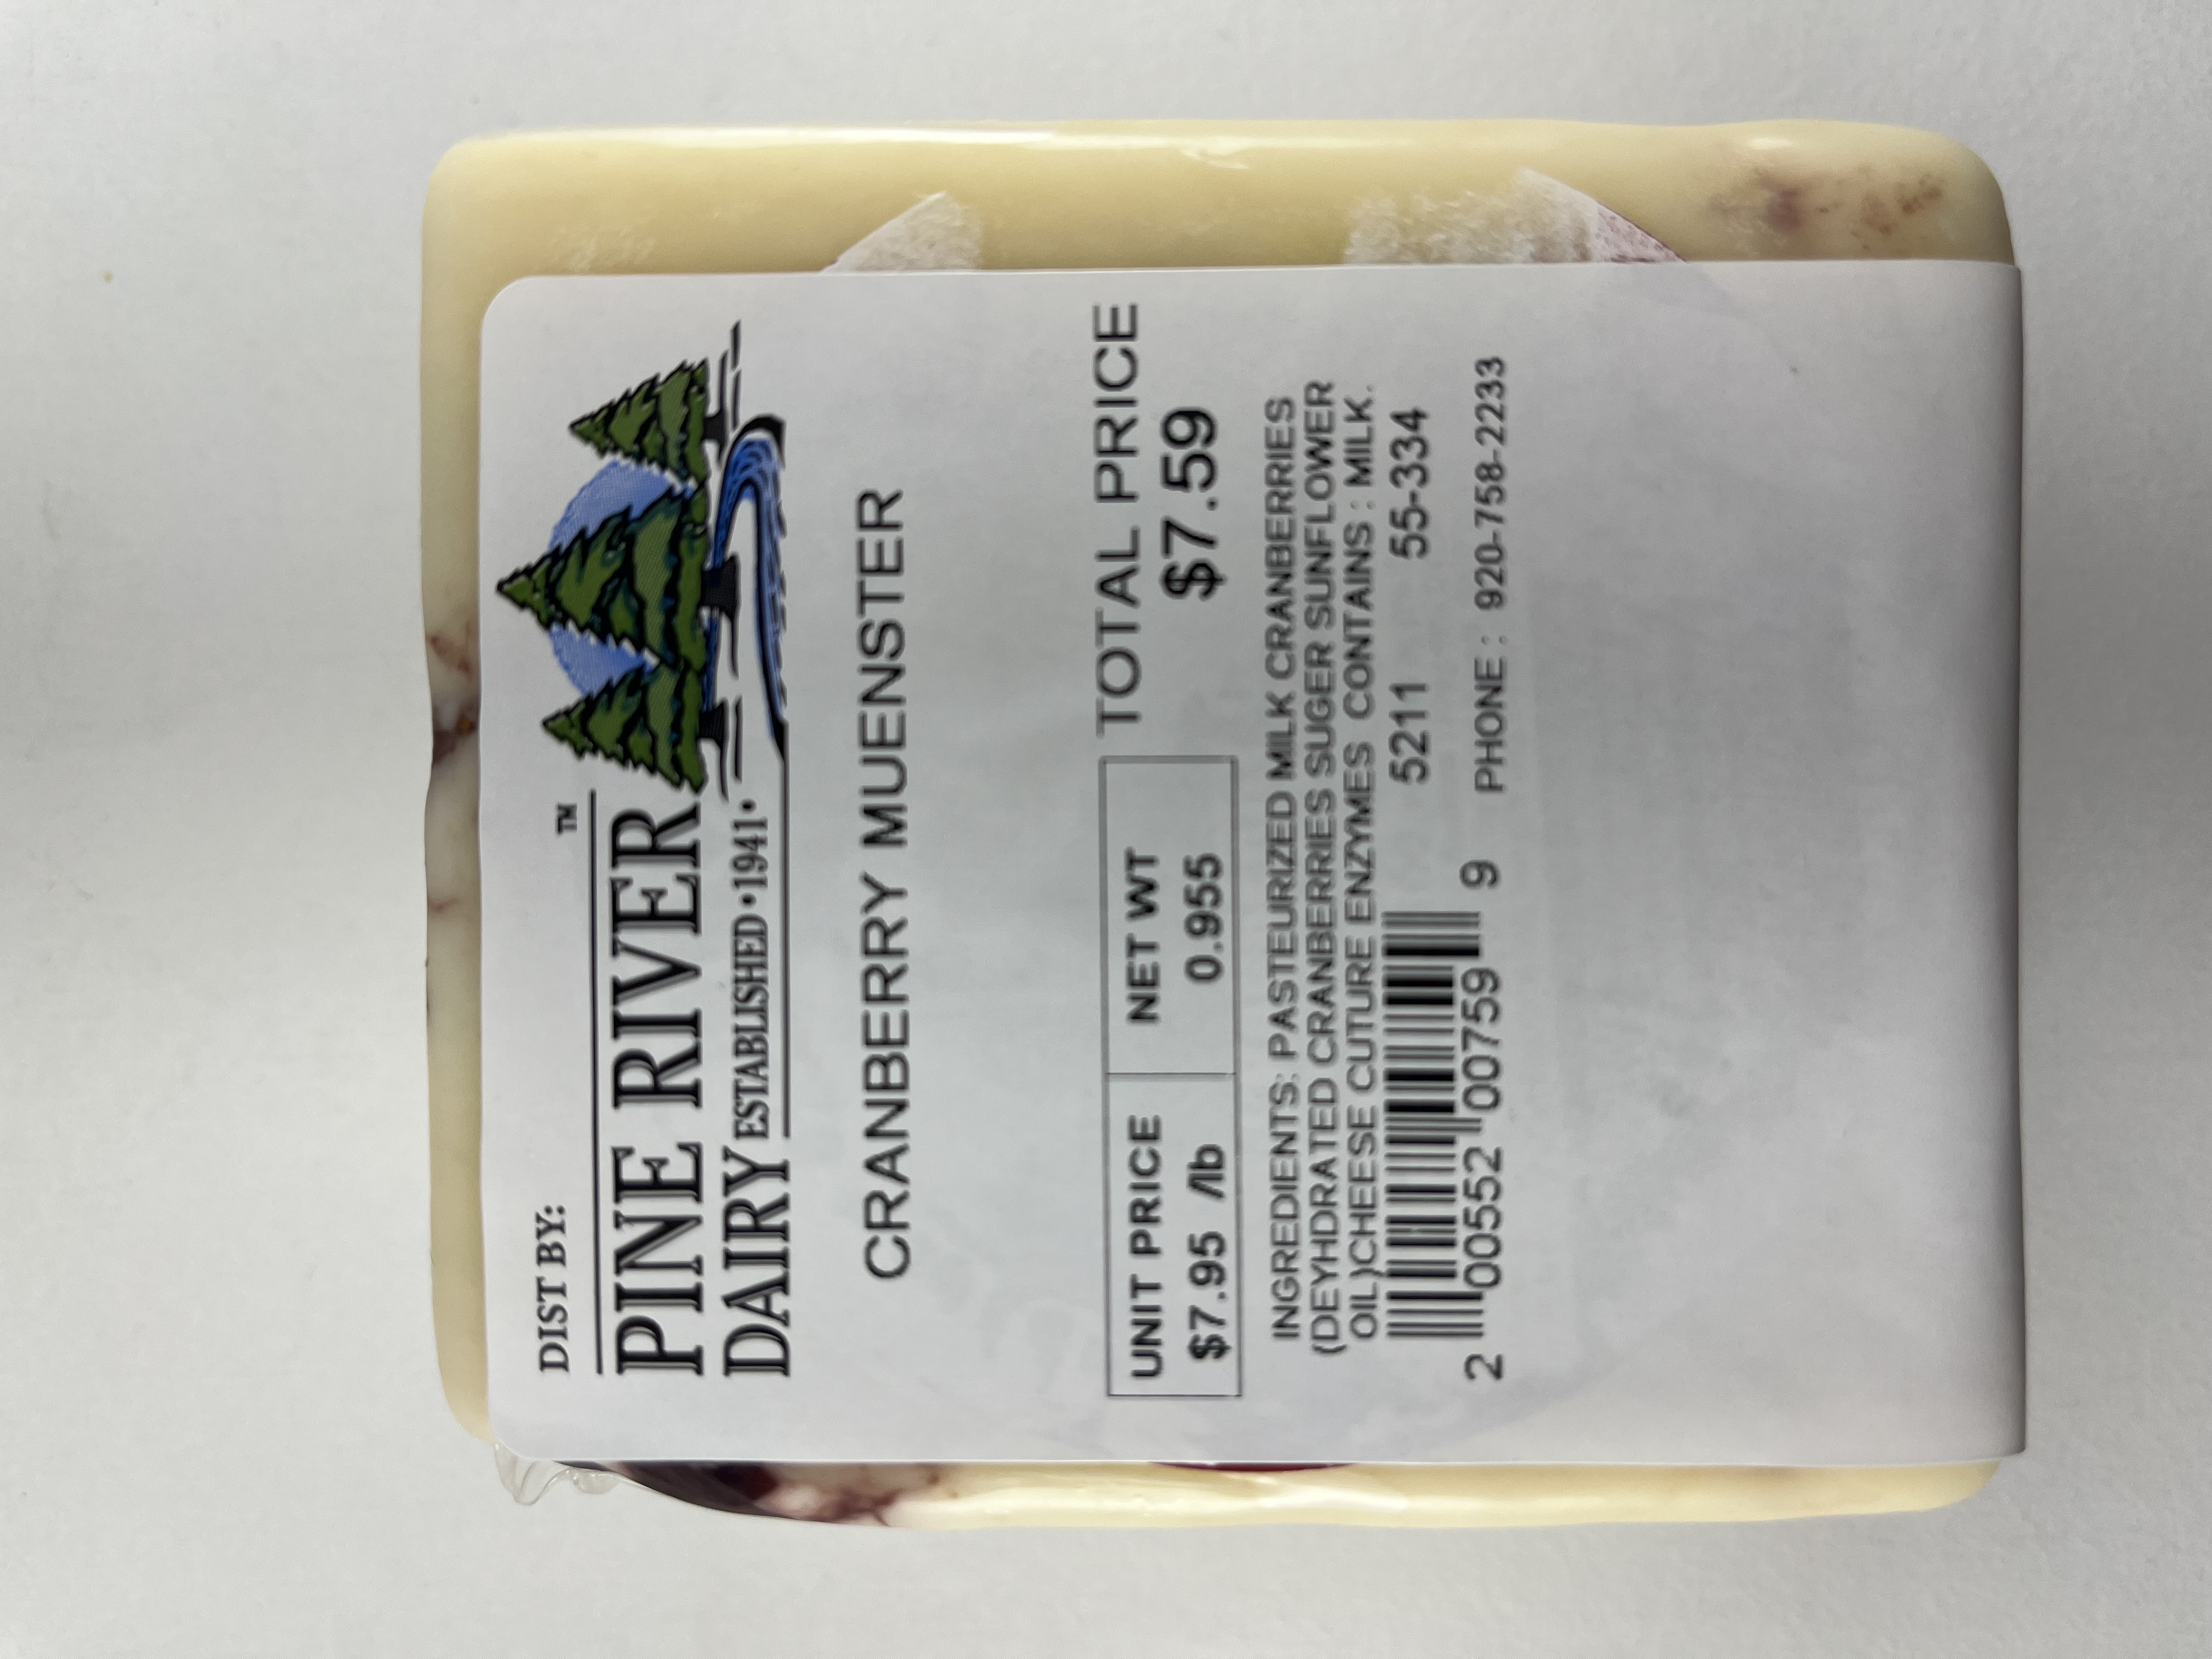 DIST BY:
PINE RIVER™
DAIRY ESTABLISHED•1941•
CRANBERRY MUENSTER
UNIT PRICE NET WT TOTAL PRICE
$7.95 /lb 0.955 $7.59
INGREDIENTS: PASTEURIZED MILK CRANBERRIES
(DEYHDRATED CRANBERRIES SUGER SUNFLOWER
OIL)CHEESE CUTURE ENZYMES CONTAINS : MILK.
5211 55-334
2 00552 00759 9 PHONE : 920-758-2233